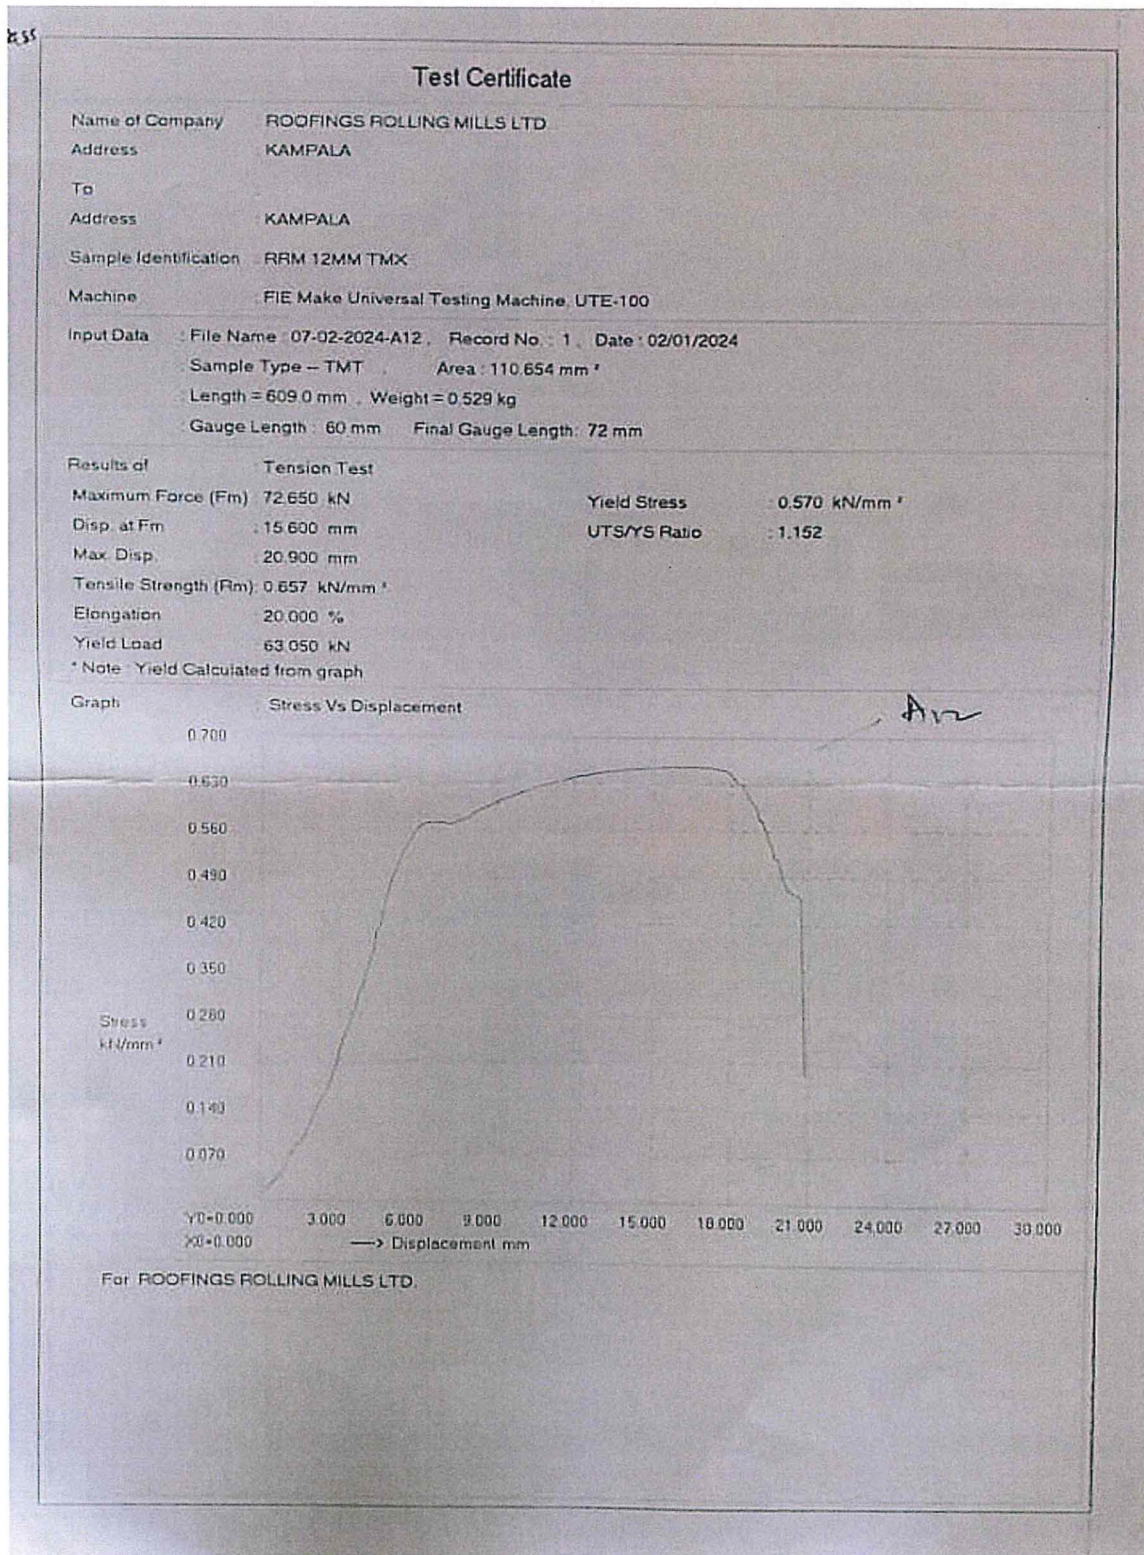 Test Certificate
Name of Company ROOFINGS ROLLING MILLS LTD
Address KAMPALA
To
Address : KAMPALA
Sample Identification : RRM 12MM TMX
Machine : FIE Make Universal Testing Machine, UTE-100
Input Data : File Name : 07-02-2024-A12 , Record No. : 1 , Date : 02/01/2024
: Sample Type – TMT , Area : 110.654 mm ²
: Length = 609.0 mm , Weight = 0.529 kg
: Gauge Length : 60 mm Final Gauge Length: 72 mm
Results of : Tension Test
Maximum Force (Fm) : 72.650 kN Yield Stress : 0.570 kN/mm ²
Disp. at Fm : 15.600 mm UTS/YS Ratio : 1.152
Max. Disp. : 20.900 mm
Tensile Strength (Rm): 0.657 kN/mm ²
Elongation : 20.000 %
Yield Load : 63.050 kN
* Note : Yield Calculated from graph
Graph : Stress Vs Displacement
A12
0.700
0.630
0.560
0.490
0.420
0.350
Stress 0.280
kN/mm ²
0.210
0.140
0.070
Y0=0.000 3.000 6.000 9.000 12.000 15.000 18.000 21.000 24.000 27.000 30.000
X0=0.000 —> Displacement mm
For ROOFINGS ROLLING MILLS LTD.